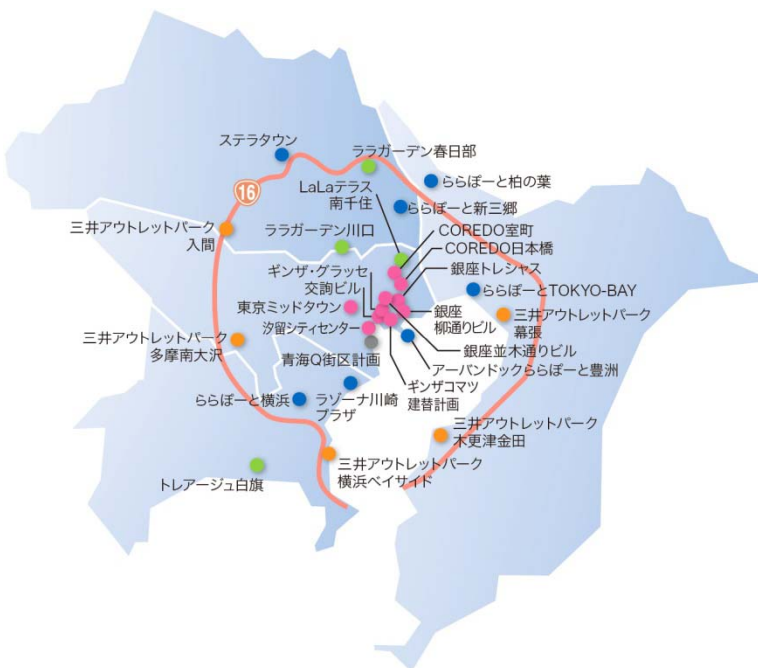 ステラタウン
ララガーデン春日部
16
LaLaテラス
南千住
ららぽーと柏の葉
ららぽーと新三郷
三井アウトレットパーク
入間
ララガーデン川口
COREDO室町
COREDO日本橋
ギンザ・グラッセ
交詢ビル
銀座トレシャス
東京ミッドタウン
ららぽーとTOKYO-BAY
汐留シティセンター
銀座
柳通りビル
三井アウトレットパーク
幕張
三井アウトレットパーク
多摩南大沢
銀座並木通りビル
青海Q街区計画
アーバンドックららぽーと豊洲
ギンザコマツ
建替計画
ららぽーと横浜
ラゾーナ川崎
プラザ
三井アウトレットパーク
木更津金田
三井アウトレットパーク
横浜ベイサイド
トレアージュ白旗